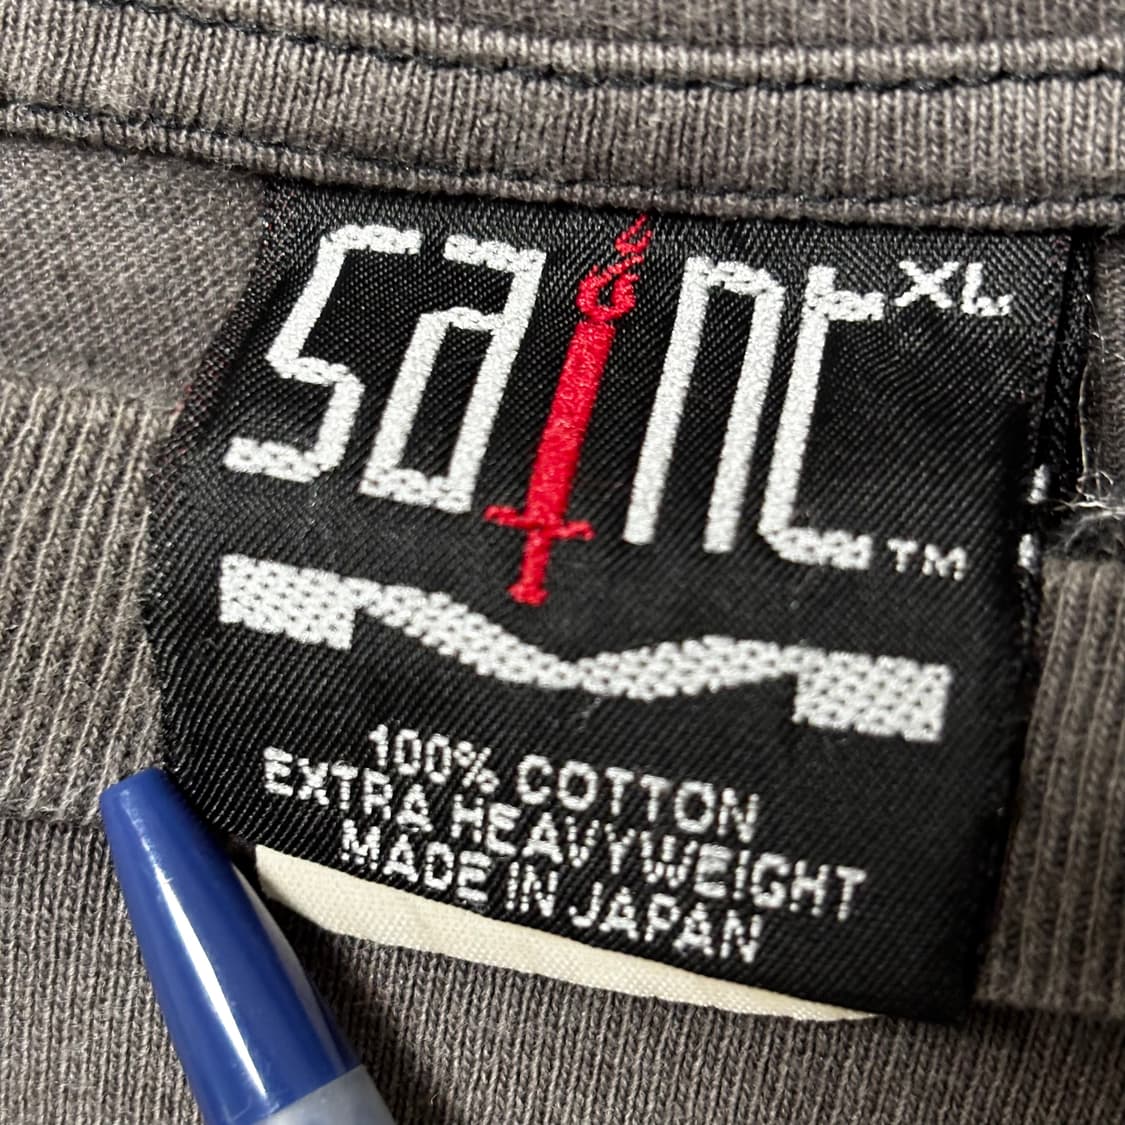 SaINt XL
TM
100% COTTON
EXTRA HEAVYWEIGHT
MADE IN JAPAN